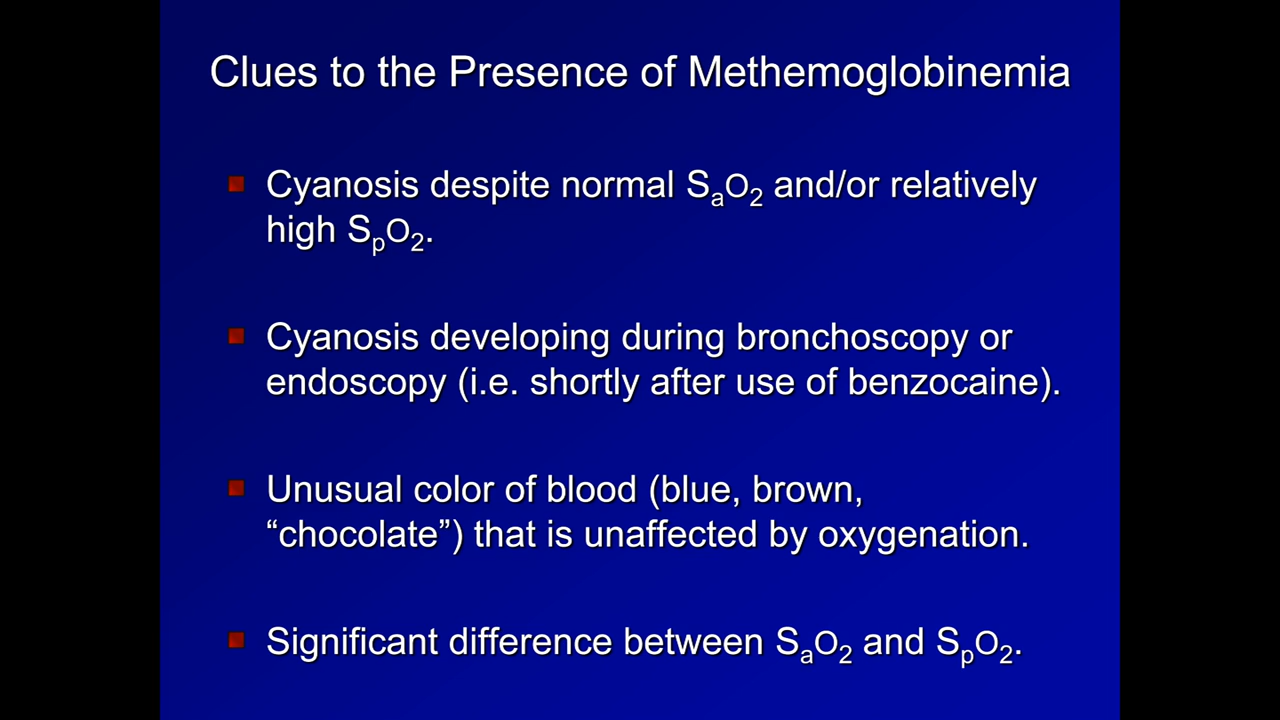 Clues to the Presence of Methemoglobinemia
Cyanosis despite normal SaO2 and/or relatively
high SpO2.
Cyanosis developing during bronchoscopy or
endoscopy (i.e. shortly after use of benzocaine).
Unusual color of blood (blue, brown,
“chocolate”) that is unaffected by oxygenation.
Significant difference between SaO2 and SpO2.